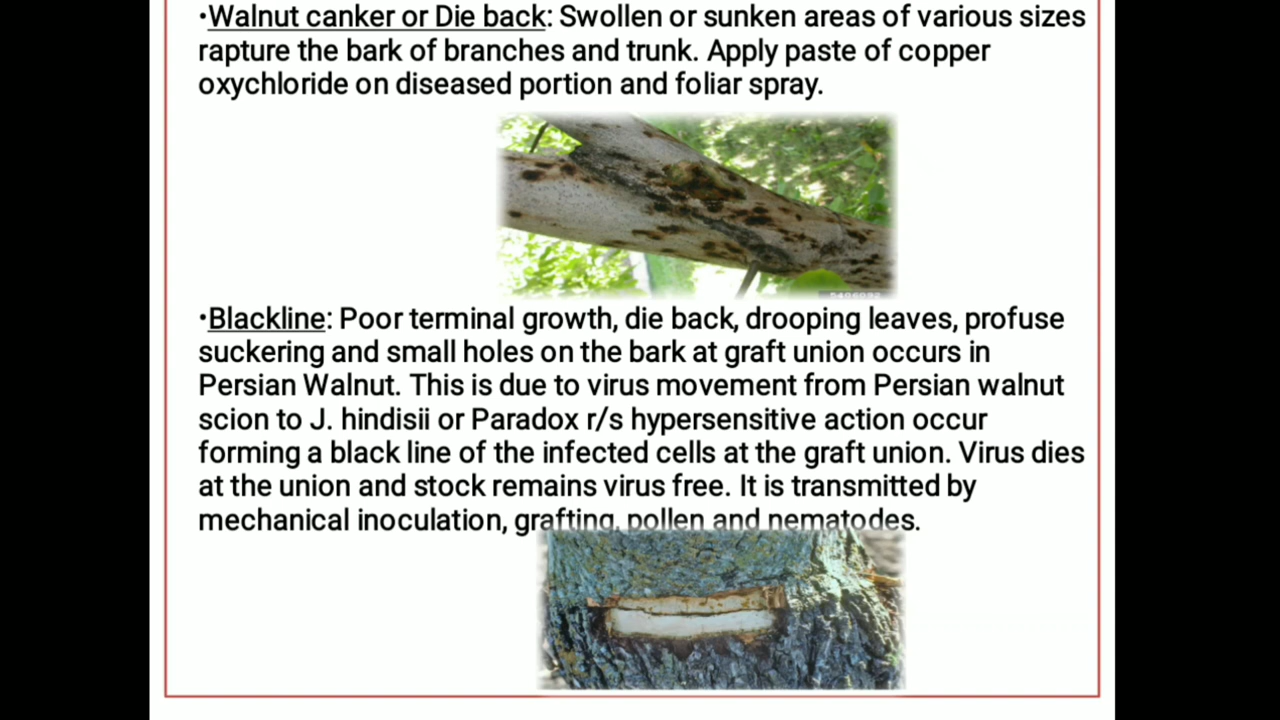 •Walnut canker or Die back: Swollen or sunken areas of various sizes
rapture the bark of branches and trunk. Apply paste of copper
oxychloride on diseased portion and foliar spray.
•Blackline: Poor terminal growth, die back, drooping leaves, profuse
suckering and small holes on the bark at graft union occurs in
Persian Walnut. This is due to virus movement from Persian walnut
scion to J. hindisii or Paradox r/s hypersensitive action occur
forming a black line of the infected cells at the graft union. Virus dies
at the union and stock remains virus free. It is transmitted by
mechanical inoculation, grafting, pollen and nematodes.